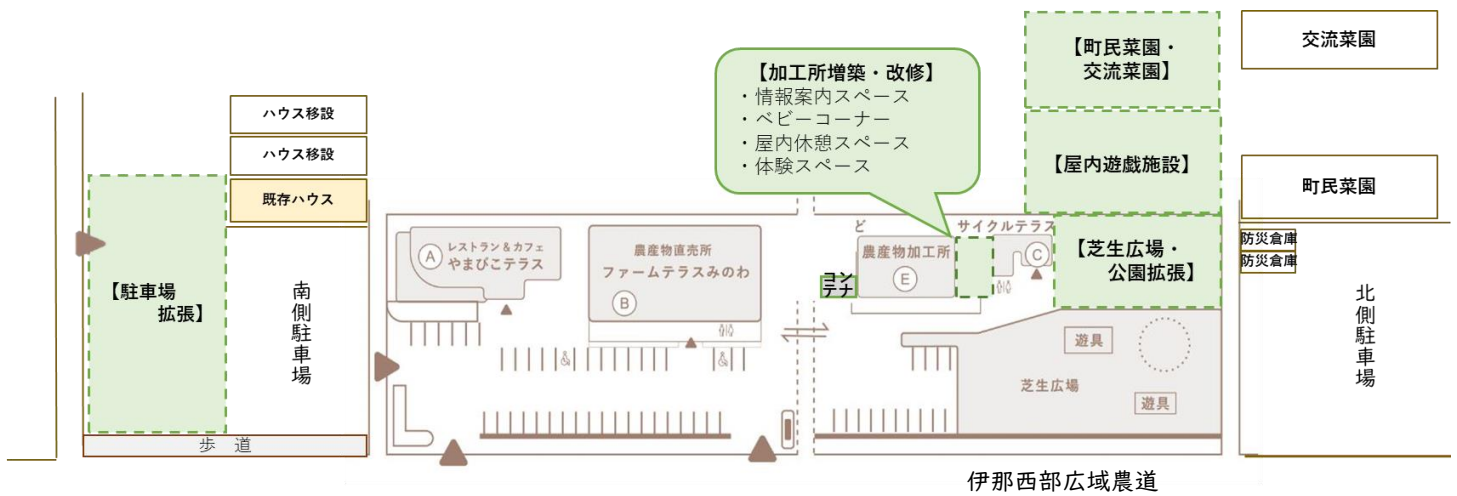 【町民菜園・
交流菜園】
交流菜園
【加工所増築・改修】
・情報案内スペース
・ベビーコーナー
・屋内休憩スペース
・体験スペース
ハウス移設
ハウス移設
既存ハウス
【屋内遊戯施設】
町民菜園
【駐車場
拡張】
南側駐車場
歩 道
A
レストラン＆カフェ
やまびこテラス
農産物直売所
ファームテラスみのわ
B
ど
サイクルテラス
農産物加工所
E
C
コン
テナ
【芝生広場・
公園拡張】
防災倉庫
防災倉庫
北側駐車場
遊具
芝生広場
遊具
伊那西部広域農道